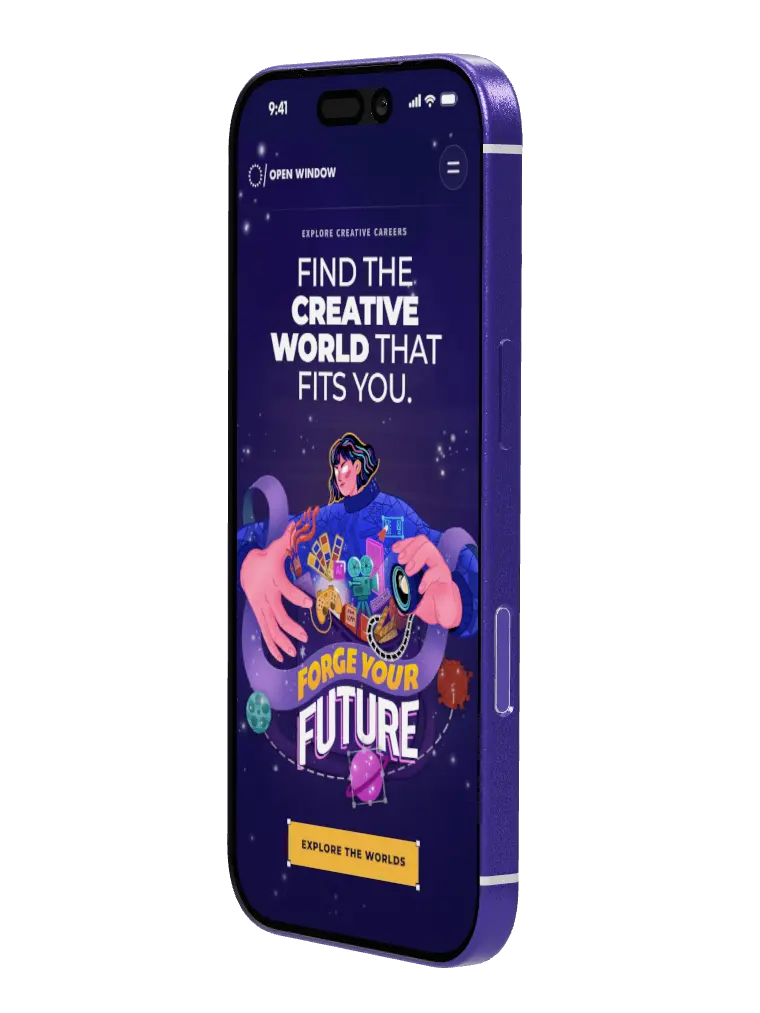 9:41
OPEN WINDOW
EXPLORE CREATIVE CAREERS
FIND THE
CREATIVE
WORLD THAT
FITS YOU.
FORGE YOUR
FUTURE
EXPLORE THE WORLDS